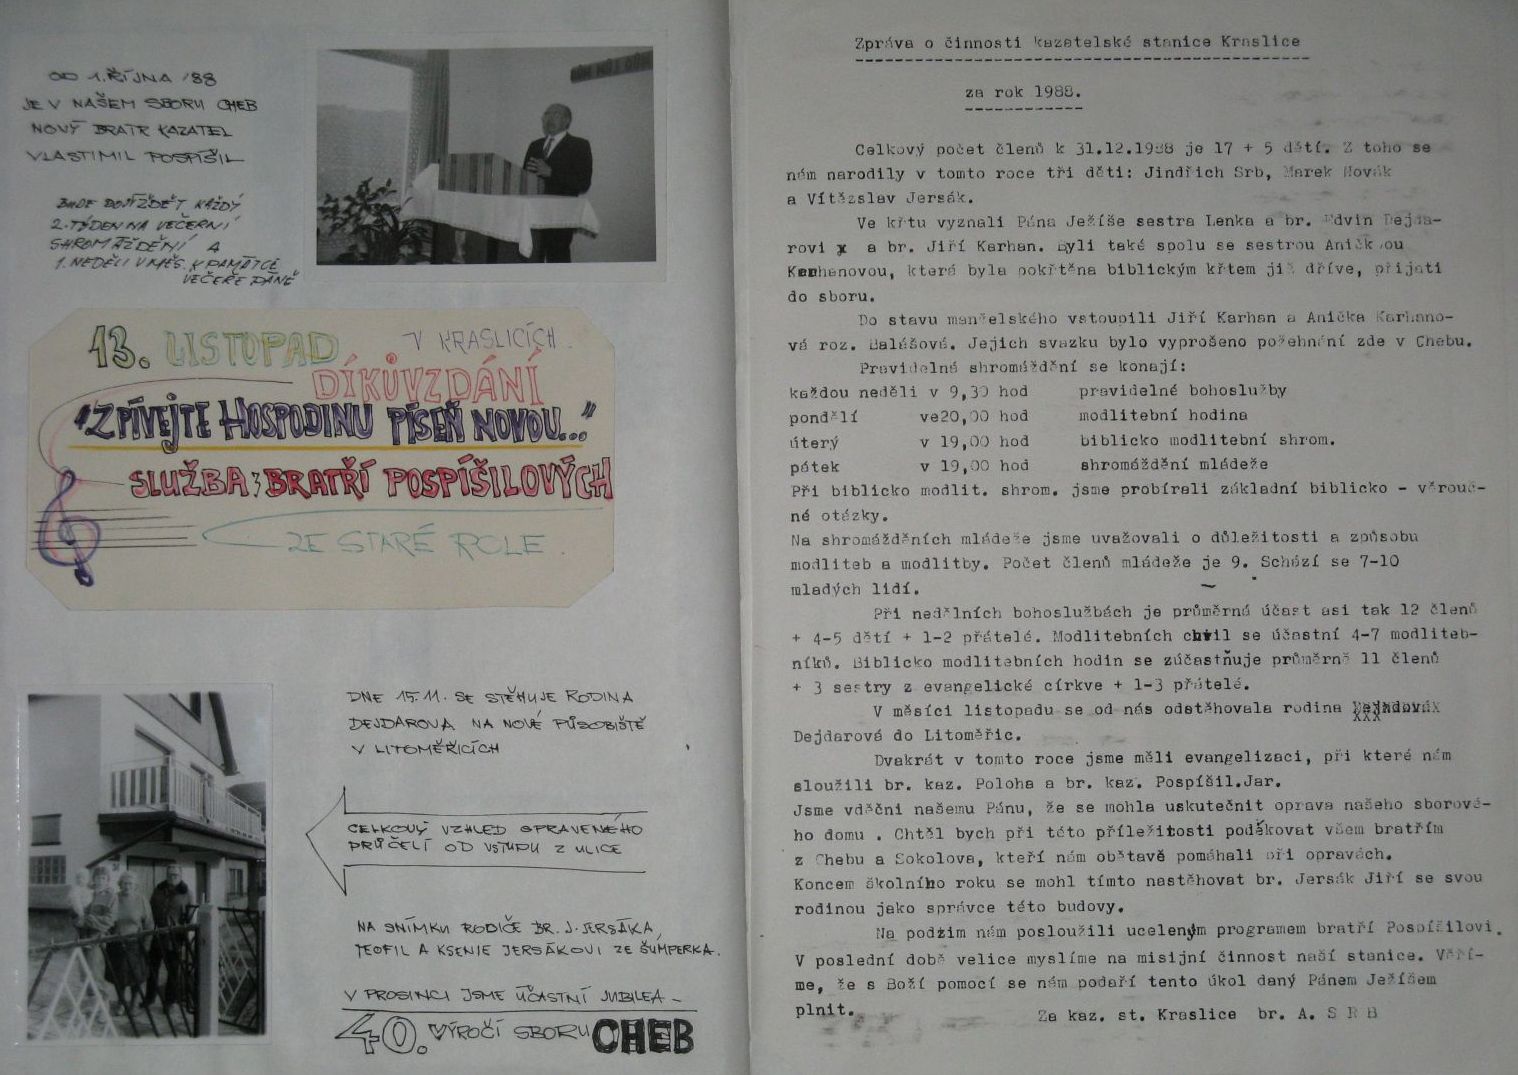 OD 1. ŘÍJNA '88
JE V NAŠEM SBORU CHEB
NOVÝ BRATR KAZATEL
VLASTIMIL POSPÍŠIL
BUDE DOJÍŽDĚT KAŽDÝ
2. TÝDEN NA VEČERNÍ
SHROMÁŽDĚNÍ A
1. NEDĚLI V MĚS. K PAMÁTCE
VEČEŘE PÁNĚ
13. LISTOPAD V KRASLICÍCH.
DÍKŮVZDÁNÍ
"ZPÍVEJTE HOSPODINU PÍSEŇ NOVOU..."
SLUŽBA: BRATŘÍ POSPÍŠILOVÝCH
ZE STARÉ ROLE.
DNE 15.11. SE STĚHUJE RODINA
DEJDAROVA NA NOVÉ PŮSOBIŠTĚ
V LITOMĚŘICÍCH
CELKOVÝ VZHLED OPRAVENÉHO
PRŮČELÍ OD VSTUPU Z ULICE
NA SNÍMKU RODIČE BR. J. JERSÁKA,
TEOFIL A KSENIE JERSÁKOVI ZE ŠUMPERKA.
V PROSINCI JSME ÚČASTNI JUBILEA –
40. VÝROČÍ SBORU CHEB
Zpráva o činnosti kazatelské stanice Kraslice
za rok 1988.
Celkový počet členů k 31.12.1988 je 17 + 5 dětí. Z toho se
nám narodily v tomto roce tři děti: Jindřich Srb, Marek Novák
a Vítězslav Jersák.
Ve křtu vyznali Pána Ježíše sestra Lenka a br. Edvin Dejda-
rovi x a br. Jiří Karhan. Byli také spolu se sestrou Aničkou
Karhanovou, která byla pokřtěna biblickým křtem již dříve, přijati
do sboru.
Do stavu manželského vstoupili Jiří Karhan a Anička Karhano-
vá roz. Balášová. Jejich svazku bylo vyprošeno požehnání zde v Chebu.
Pravidelná shromáždění se konají:
každou neděli v 9,30 hod pravidelné bohoslužby
pondělí ve20,00 hod modlitební hodina
úterý v 19,00 hod biblicko modlitební shrom.
pátek v 19,00 hod shromáždění mládeže
Při biblicko modlit. shrom. jsme probírali základní biblicko - věrouč-
né otázky.
Na shromážděních mládeže jsme uvažovali o důležitosti a způsobu
modliteb a modlitby. Počet členů mládeže je 9. Schází se 7-10
mladých lidí.
Při nedělních bohoslužbách je průměrná účast asi tak 12 členů
+ 4-5 dětí + 1-2 přátelé. Modlitebních chvil se účastní 4-7 modliteb-
níků. Biblicko modlitebních hodin se zúčastňuje průměrně 11 členů
+ 3 sestry z evangelické církve + 1-3 přátelé.
V měsíci listopadu se od nás odstěhovala rodina
Dejdarová do Litoměřic.
Dvakrát v tomto roce jsme měli evangelizaci, při které nám
sloužili br. kaz. Poloha a br. kaz. Pospíšil.Jar.
Jsme vděčni našemu Pánu, že se mohla uskutečnit oprava našeho sborové-
ho domu . Chtěl bych při této příležitosti poděkovat všem bratřím
z Chebu a Sokolova, kteří nám obětavě pomáhali při opravách.
Koncem školního roku se mohl tímto nastěhovat br. Jersák Jiří se svou
rodinou jako správce této budovy.
Na podzim nám posloužili uceleným programem bratří Pospíšilovi.
V poslední době velice myslíme na misijní činnost naší stanice. Věří-
me, že s Boží pomocí se nám podaří tento úkol daný Pánem Ježíšem
plnit.
Za kaz. st. Kraslice br. A. S R B